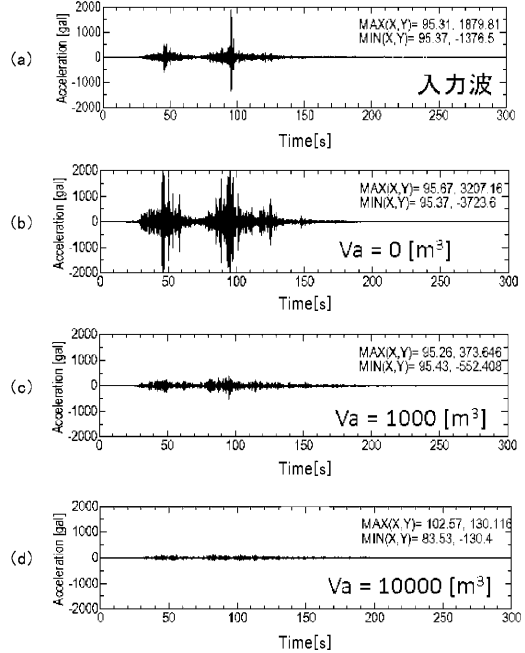 (a)
Acceleration [gal]
2000
1000
0
-1000
-2000
MAX(X,Y)= 95.31, 1879.81
MIN(X,Y)= 95.37, -1376.5
入力波
0 50 100 150 200 250 300
Time[s]
(b)
Acceleration [gal]
2000
1000
0
-1000
-2000
MAX(X,Y)= 95.67, 3207.16
MIN(X,Y)= 95.37, -3723.6
Va = 0 [m³]
0 50 100 150 200 250 300
Time[s]
(c)
Acceleration [gal]
2000
1000
0
-1000
-2000
MAX(X,Y)= 95.26, 373.646
MIN(X,Y)= 95.43, -552.408
Va = 1000 [m³]
0 50 100 150 200 250 300
Time[s]
(d)
Acceleration [gal]
2000
1000
0
-1000
-2000
MAX(X,Y)= 102.57, 130.116
MIN(X,Y)= 83.53, -130.4
Va = 10000 [m³]
0 50 100 150 200 250 300
Time[s]